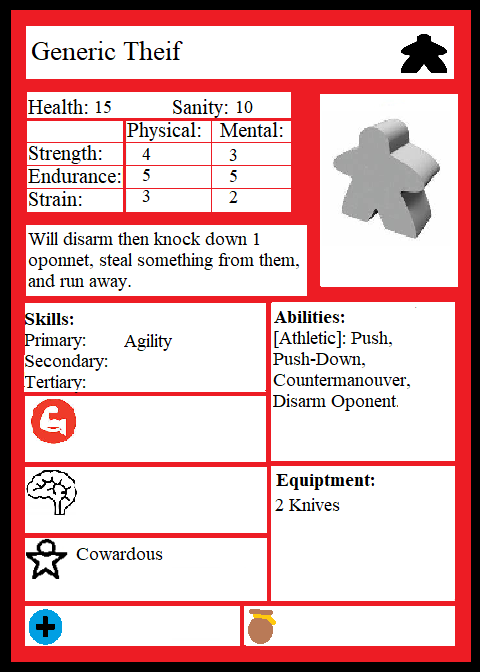 Generic Theif
Health: 15 Sanity: 10
Physical: Mental:
Strength: 4 3
Endurance: 5 5
Strain: 3 2
Will disarm then knock down 1
oponnet, steal something from them,
and run away.
Skills:
Primary: Agility
Secondary:
Tertiary:
Abilities:
[Athletic]: Push,
Push-Down,
Countermanouver,
Disarm Oponent.
Equiptment:
2 Knives
Cowardous